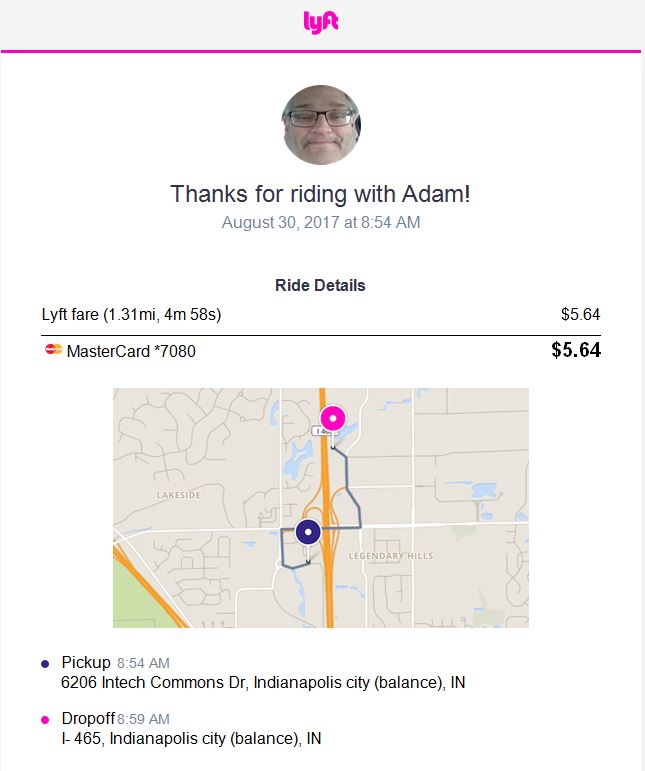 lyft
Thanks for riding with Adam!
August 30, 2017 at 8:54 AM
Ride Details
Lyft fare (1.31mi, 4m 58s) $5.64
MasterCard *7080 $5.64
LAKESIDE
LEGENDARY HILLS
Pickup 8:54 AM
6206 Intech Commons Dr, Indianapolis city (balance), IN
Dropoff 8:59 AM
I- 465, Indianapolis city (balance), IN